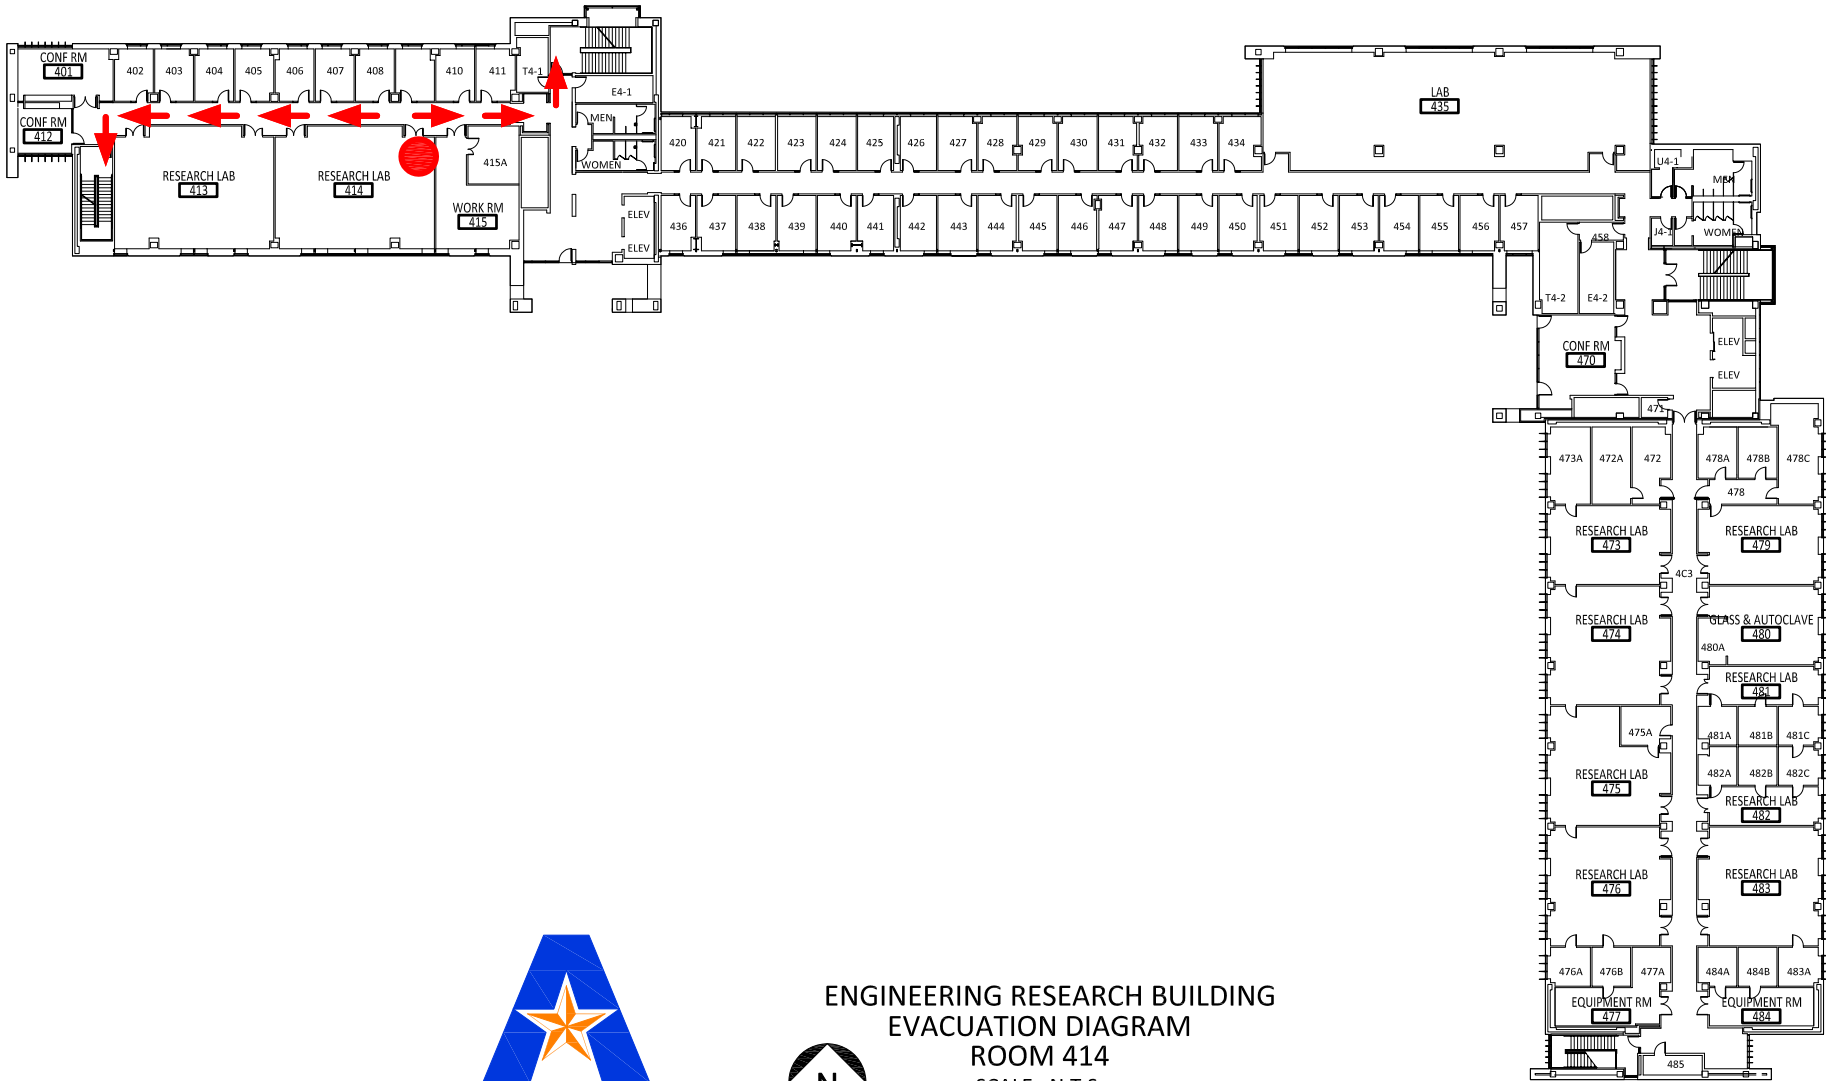 CONF RM
401
402
403
404
405
406
407
408
410
411
T4-1
E4-1
CONF RM
412
MEN
WOMEN
RESEARCH LAB
413
RESEARCH LAB
414
415A
WORK RM
415
ELEV
ELEV
420
421
422
423
424
425
426
427
428
429
430
431
432
433
434
LAB
435
436
437
438
439
440
441
442
443
444
445
446
447
448
449
450
451
452
453
454
455
456
457
458
U4-1
MEN
J4-1
WOMEN
T4-2
E4-2
CONF RM
470
ELEV
ELEV
471
473A
472A
472
478A
478B
478C
478
RESEARCH LAB
473
RESEARCH LAB
479
4C3
RESEARCH LAB
474
GLASS & AUTOCLAVE
480
480A
RESEARCH LAB
481
475A
481A
481B
481C
RESEARCH LAB
475
482A
482B
482C
RESEARCH LAB
482
RESEARCH LAB
476
RESEARCH LAB
483
476A
476B
477A
484A
484B
483A
EQUIPMENT RM
477
EQUIPMENT RM
484
485
ENGINEERING RESEARCH BUILDING
EVACUATION DIAGRAM
ROOM 414